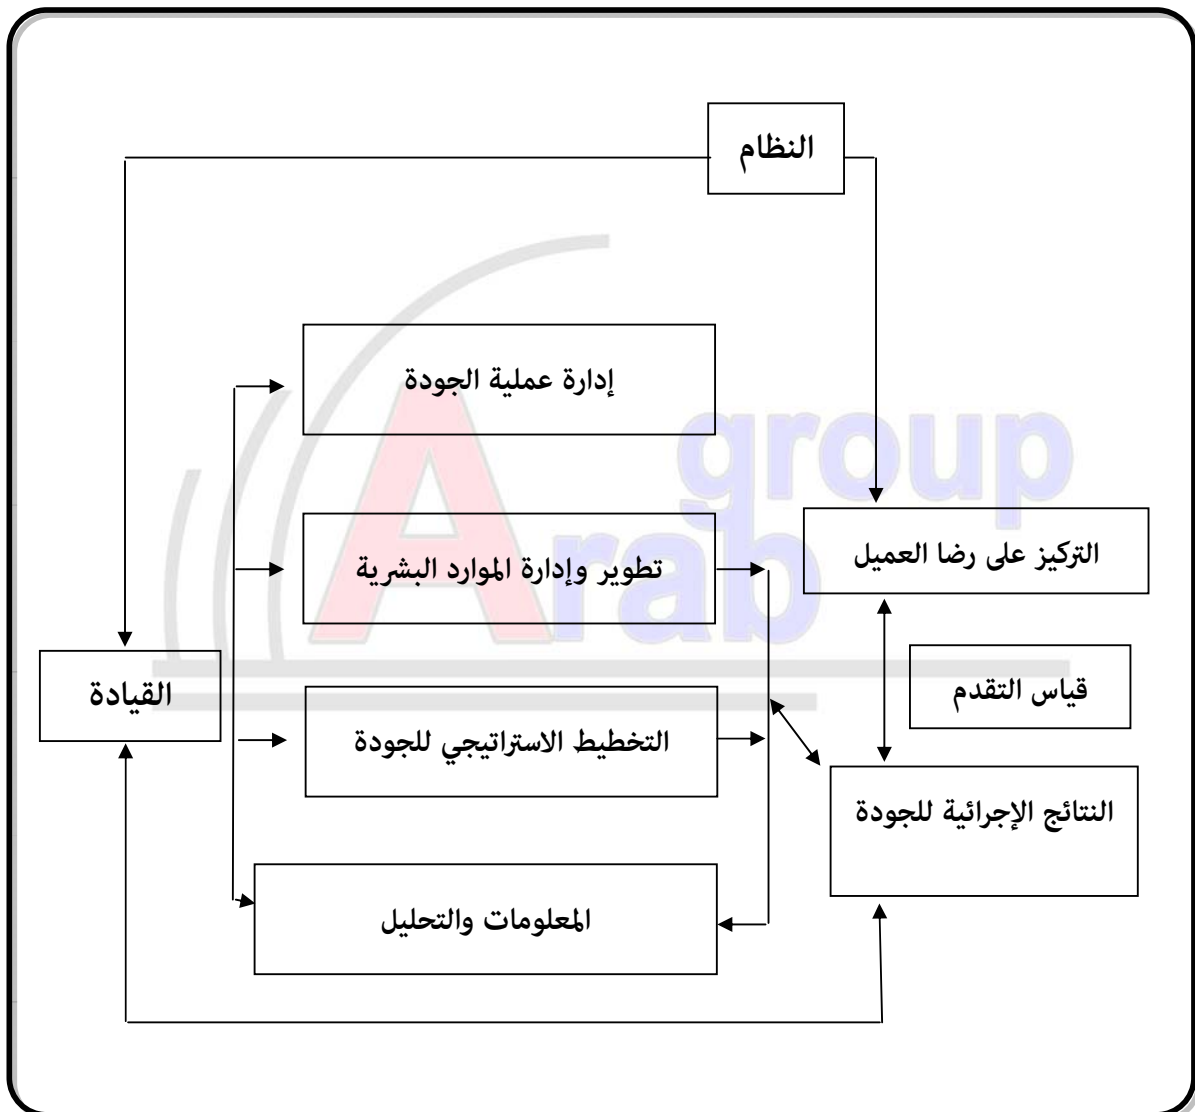 النظام
إدارة عملية الجودة
تطوير وإدارة الموارد البشرية
التركيز على رضا العميل
قياس التقدم
القيادة
التخطيط الاستراتيجي للجودة
النتائج الإجرائية للجودة
المعلومات والتحليل
Arab
group